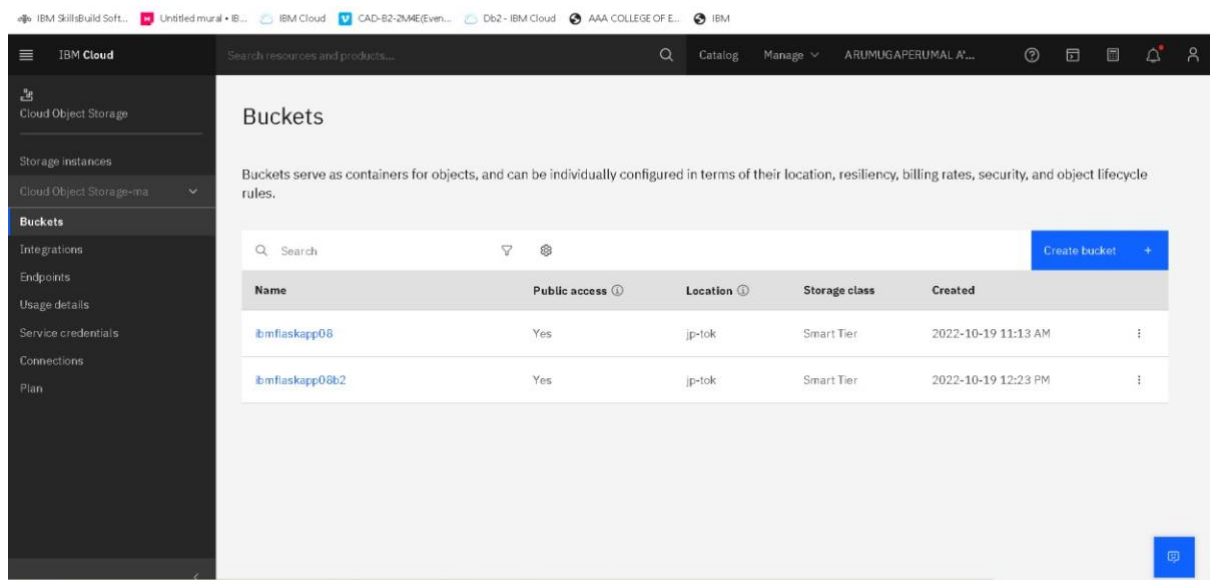 IBM SkillsBuild Soft... Untitled mural • IB... IBM Cloud CAD-B2-2M4E(Even... Db2 - IBM Cloud AAA COLLEGE OF E... IBM
IBM Cloud Search resources and products... Catalog Manage ARUMUGAPERUMAL A'...
Cloud Object Storage
Buckets
Storage instances
Buckets serve as containers for objects, and can be individually configured in terms of their location, resiliency, billing rates, security, and object lifecycle
rules.
Cloud Object Storage-ma
Buckets
Integrations
Endpoints
Usage details
Service credentials
Connections
Plan
Search Create bucket +
Name Public access Location Storage class Created
ibmflaskapp08 Yes jp-tok Smart Tier 2022-10-19 11:13 AM
ibmflaskapp08b2 Yes jp-tok Smart Tier 2022-10-19 12:23 PM